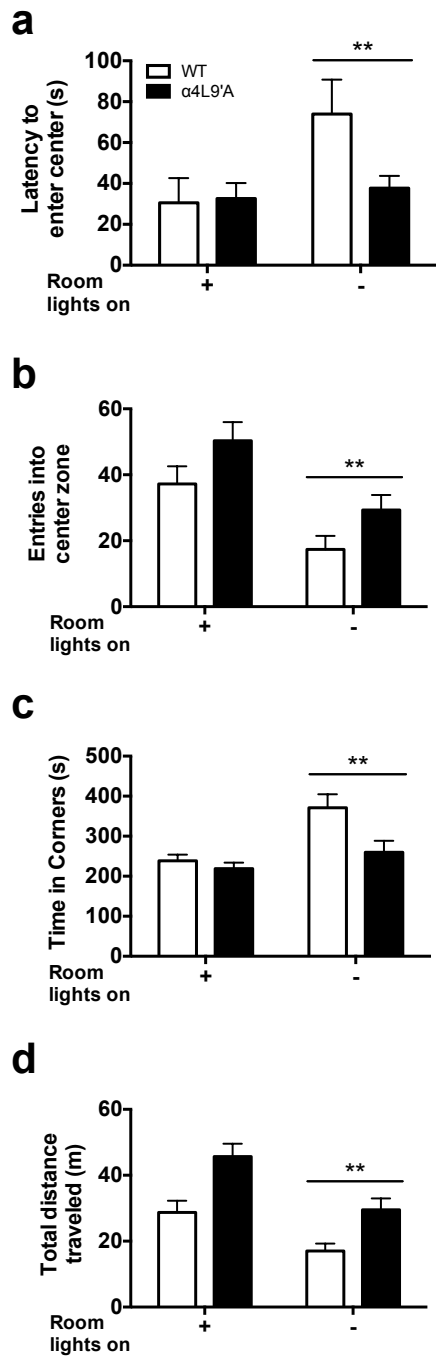 a
**
WT
α4L9'A
Latency to
enter center (s)
100
80
60
40
20
0
Room
lights on
+
-
b
**
Entries into
center zone
60
40
20
0
Room
lights on
+
-
c
**
Time in Corners (s)
500
400
300
200
100
0
Room
lights on
+
-
d
**
Total distance
traveled (m)
60
40
20
0
Room
lights on
+
-